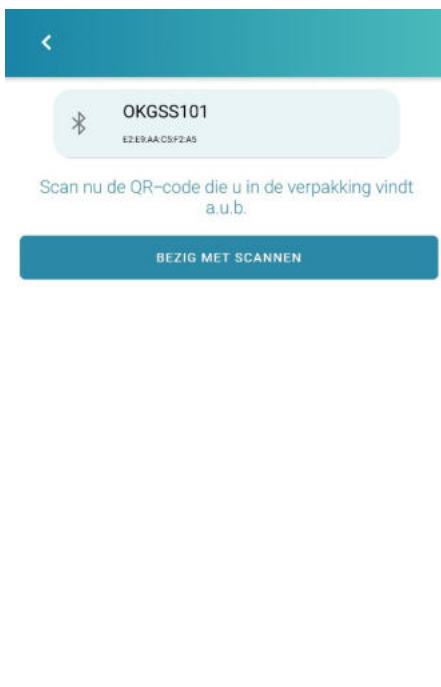 OKGSS101
E2:E9:AA:C5:F2:A5
Scan nu de QR-code die u in de verpakking vindt
a.u.b.
BEZIG MET SCANNEN